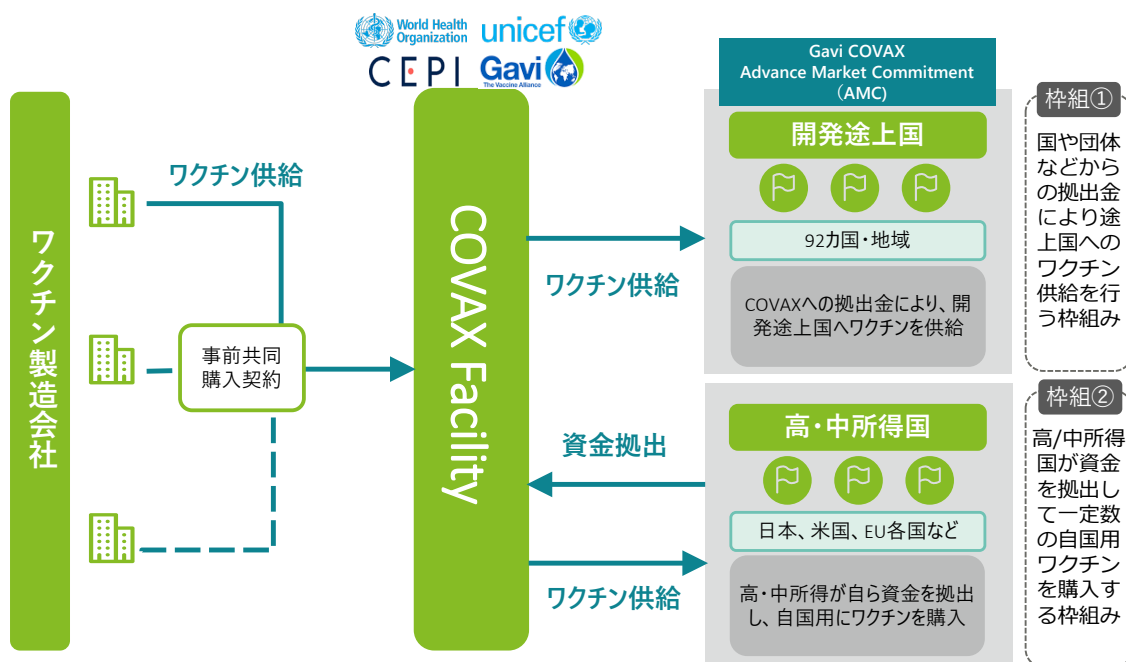 World Health
Organization
unicef
CEPI
Gavi
The Vaccine Alliance
ワクチン製造会社
ワクチン供給
事前共同
購入契約
COVAX Facility
ワクチン供給
資金拠出
ワクチン供給
Gavi COVAX
Advance Market Commitment
（AMC）
開発途上国
92カ国・地域
COVAXへの拠出金により、開
発途上国へワクチンを供給
高・中所得国
日本、米国、EU各国など
高・中所得が自ら資金を拠出
し、自国用にワクチンを購入
枠組①
国や団体
などから
の拠出金
により途
上国への
ワクチン
供給を行
う枠組み
枠組②
高/中所得
国が資金
を拠出し
て一定数
の自国用
ワクチン
を購入す
る枠組み